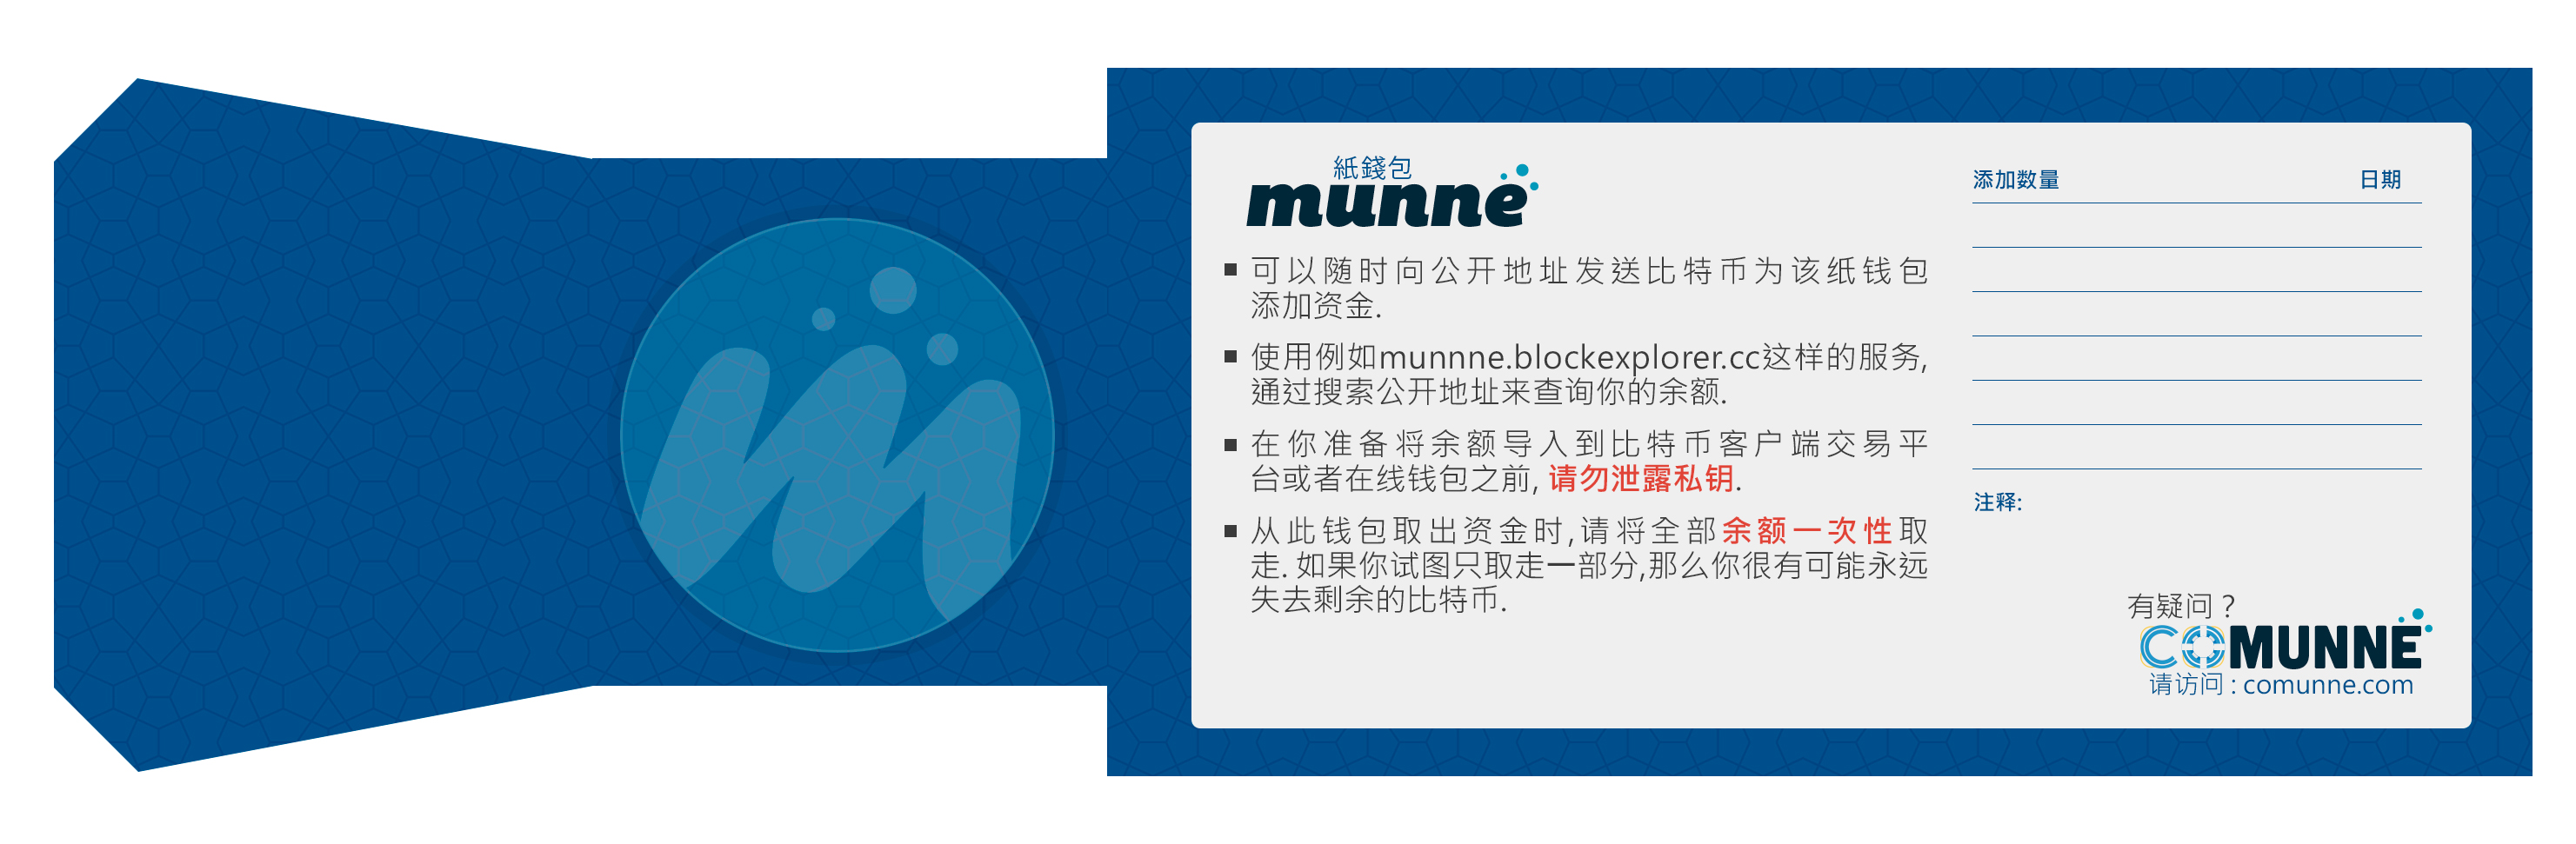 紙錢包
munne
添加数量 日期
■ 可以随时向公开地址发送比特币为该纸钱包
添加资金.
■ 使用例如munnne.blockexplorer.cc这样的服务,
通过搜索公开地址来查询你的余额.
■ 在你准备将余额导入到比特币客户端交易平
台或者在线钱包之前, 请勿泄露私钥.
■ 从此钱包取出资金时,请将全部余额一次性取
走. 如果你试图只取走一部分,那么你很有可能永远
失去剩余的比特币.
注释:
有疑问？
COMUNNE
请访问 : comunne.com